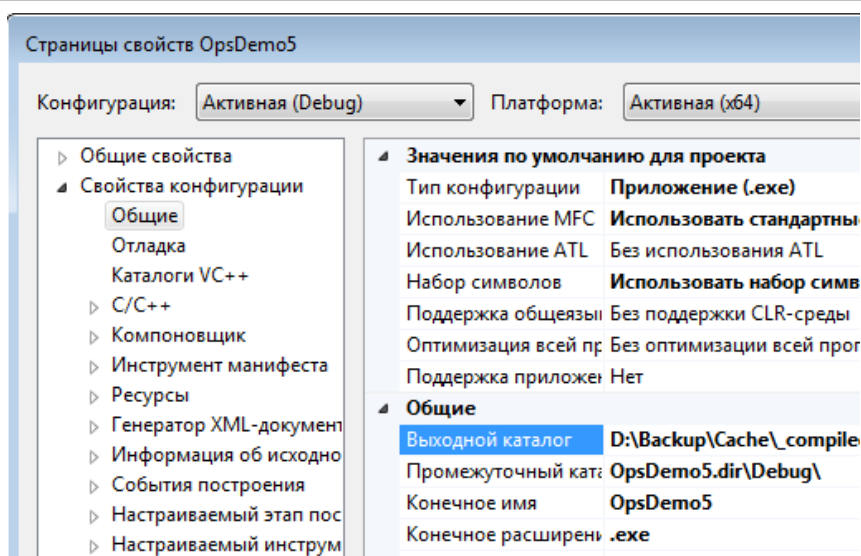 Страницы свойств OpsDemo5
Конфигурация: Активная (Debug) Платформа: Активная (x64)
Общие свойства
Свойства конфигурации
Общие
Отладка
Каталоги VC++
C/C++
Компоновщик
Инструмент манифеста
Ресурсы
Генератор XML-документ
Информация об исходно
События построения
Настраиваемый этап пос
Настраиваемый инструм
Значения по умолчанию для проекта
Тип конфигурации Приложение (.exe)
Использование MFC Использовать стандартные
Использование ATL Без использования ATL
Набор символов Использовать набор симв
Поддержка общеязы Без поддержки CLR-среды
Оптимизация всей пр Без оптимизации всей прог
Поддержка приложен Нет
Общие
Выходной каталог D:\Backup\Cache\_compiled
Промежуточный ката OpsDemo5.dir\Debug\
Конечное имя OpsDemo5
Конечное расширени .exe